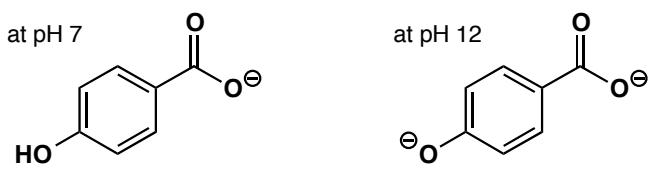 at pH 7
O
O⊖
HO
at pH 12
O
O⊖
⊖O